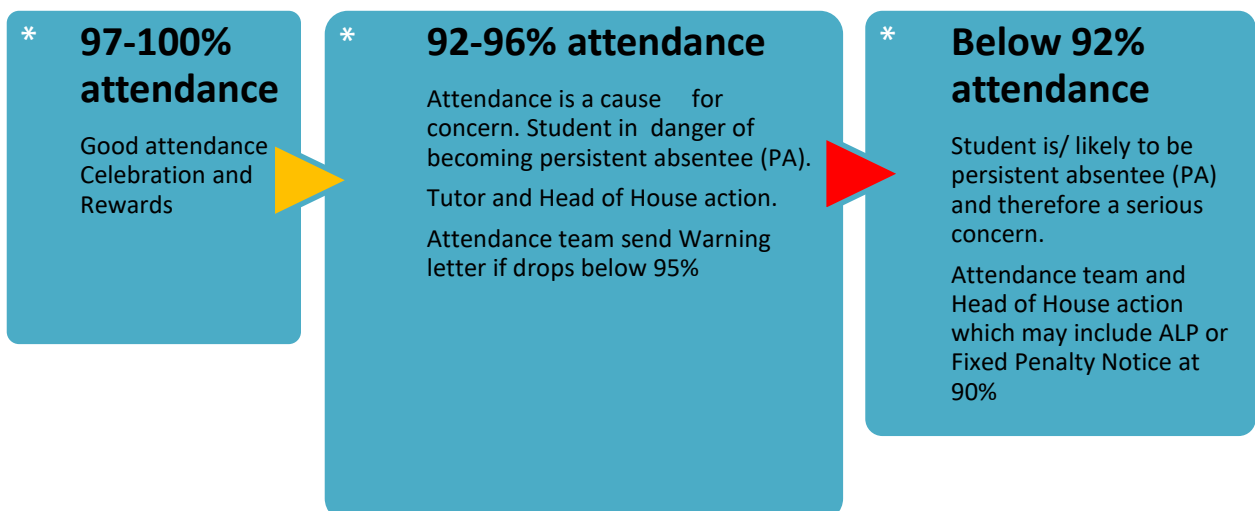 * 97-100%
attendance
Good attendance
Celebration and
Rewards
* 92-96% attendance
Attendance is a cause for
concern. Student in danger of
becoming persistent absentee (PA).
Tutor and Head of House action.
Attendance team send Warning
letter if drops below 95%
* Below 92%
attendance
Student is/ likely to be
persistent absentee (PA)
and therefore a serious
concern.
Attendance team and
Head of House action
which may include ALP or
Fixed Penalty Notice at
90%